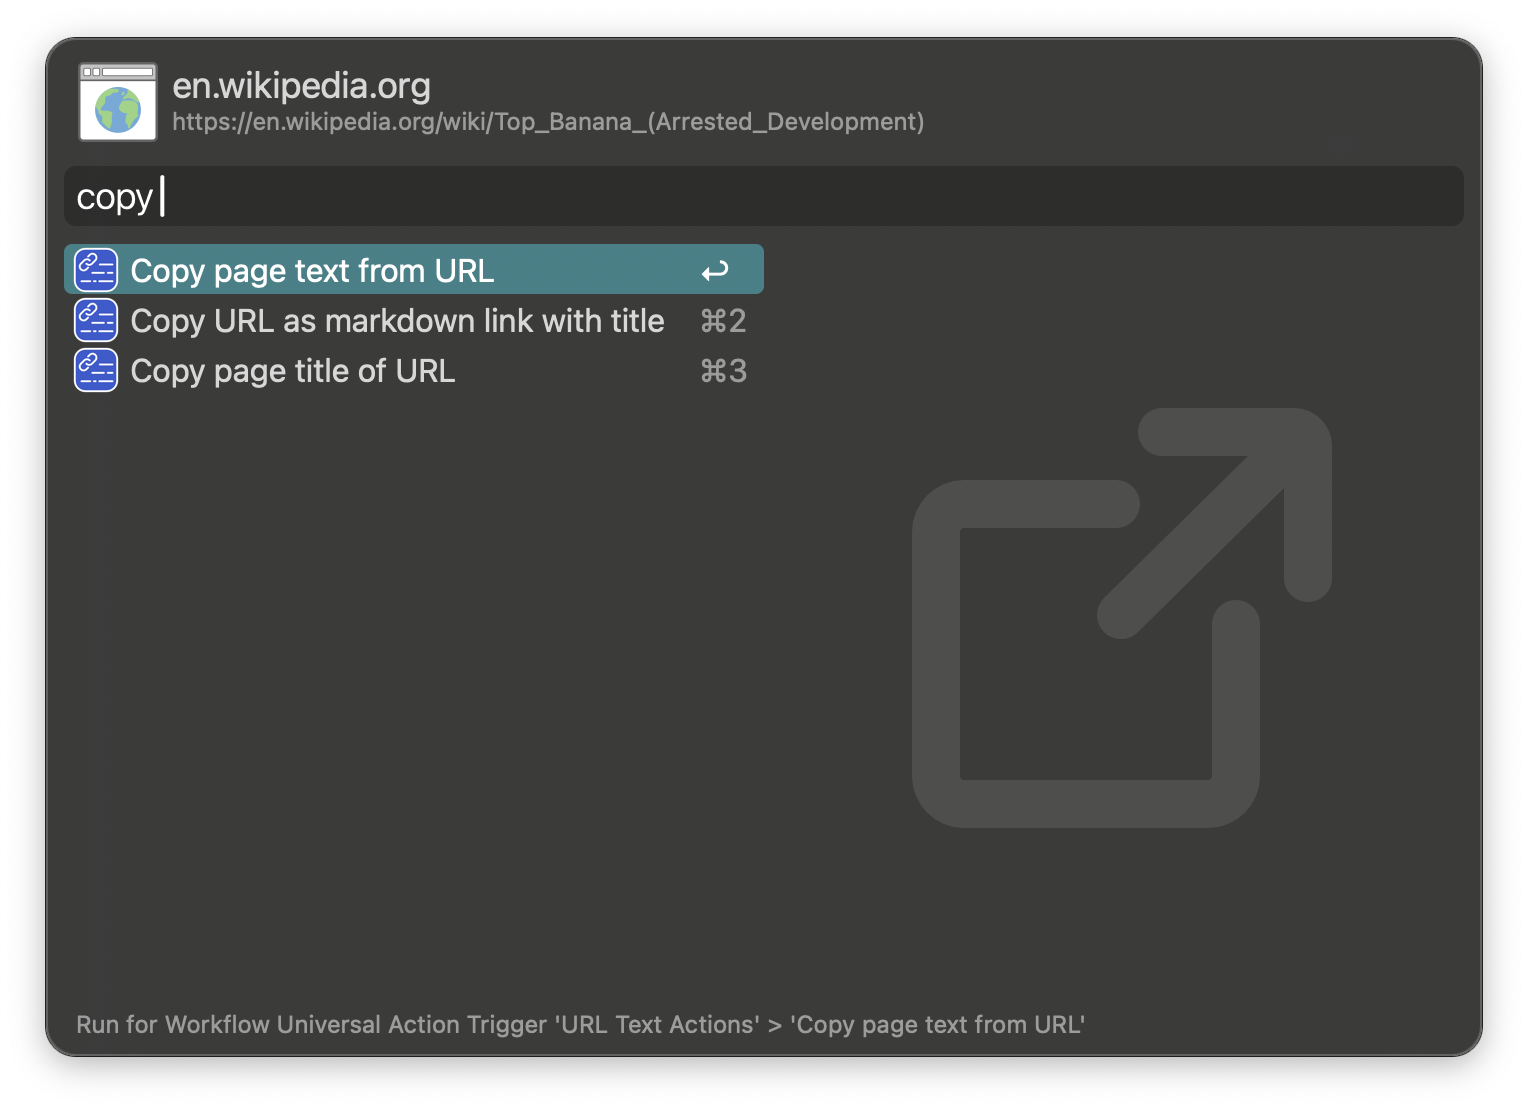 en.wikipedia.org
https://en.wikipedia.org/wiki/Top_Banana_(Arrested_Development)
copy
Copy page text from URL ↩
Copy URL as markdown link with title ⌘2
Copy page title of URL ⌘3
Run for Workflow Universal Action Trigger 'URL Text Actions' > 'Copy page text from URL'